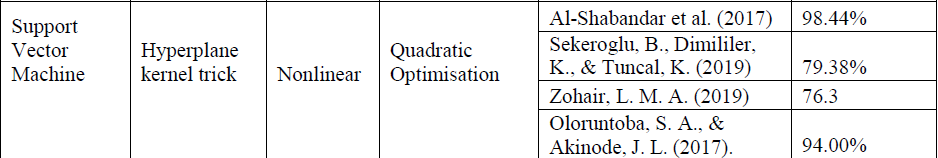 Support
Vector
Machine
Hyperplane
kernel trick
Nonlinear
Quadratic
Optimisation
Al-Shabandar et al. (2017)
98.44%
Sekeroglu, B., Dimililer,
K., & Tuncal, K. (2019)
79.38%
Zohair, L. M. A. (2019)
76.3
Oloruntoba, S. A., &
Akinode, J. L. (2017).
94.00%